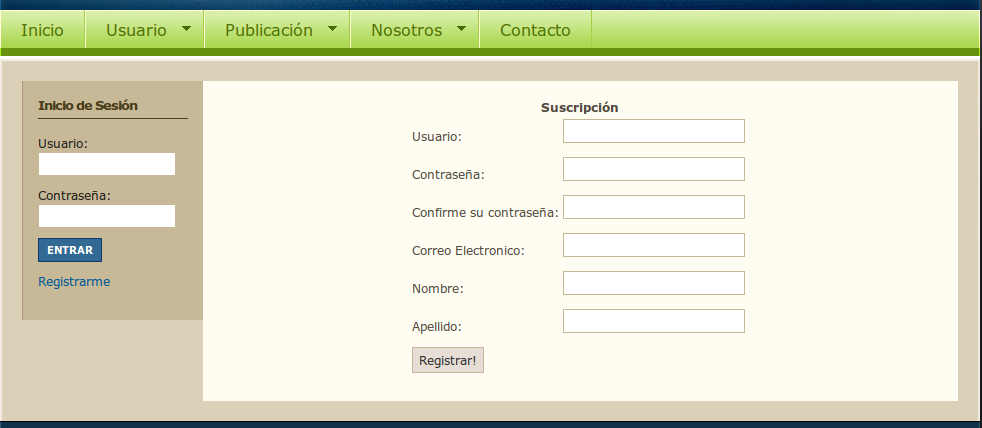 Inicio Usuario Publicación Nosotros Contacto
Inicio de Sesión
Usuario:
Contraseña:
ENTRAR
Registrarme
Suscripción
Usuario:
Contraseña:
Confirme su contraseña:
Correo Electronico:
Nombre:
Apellido:
Registrar!